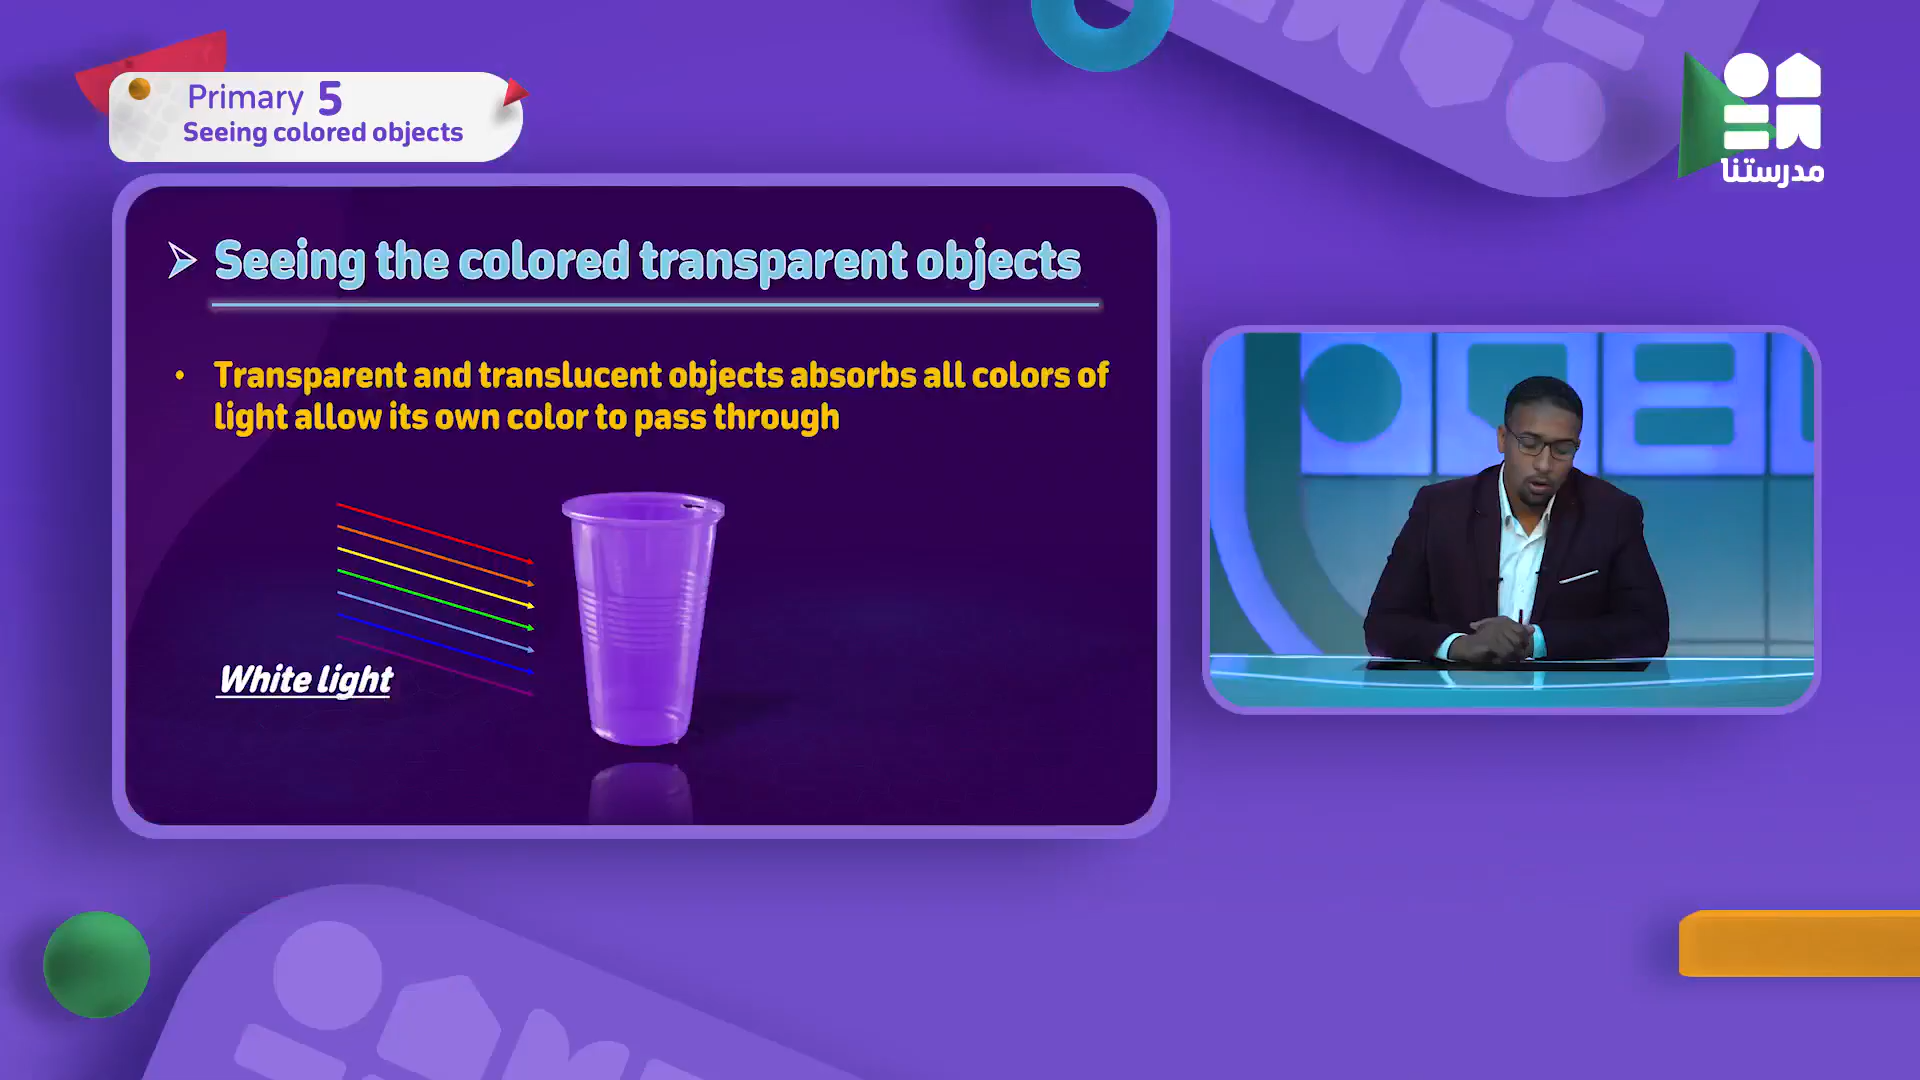 Primary 5
Seeing colored objects
مدرستنا
➢ Seeing the colored transparent objects
• Transparent and translucent objects absorbs all colors of
light allow its own color to pass through
White light